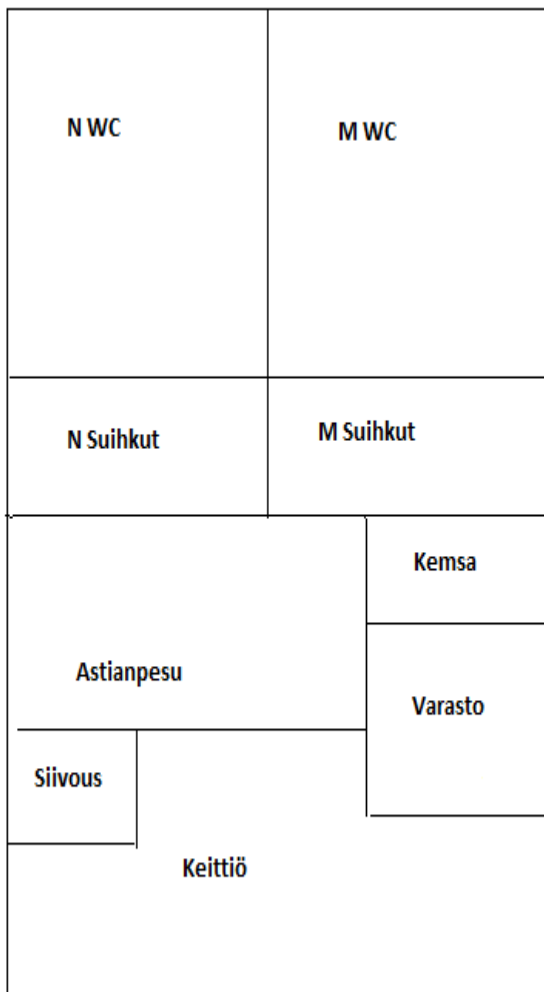 N WC
M WC
N Suihkut
M Suihkut
Kemsa
Astianpesu
Varasto
Siivous
Keittiö